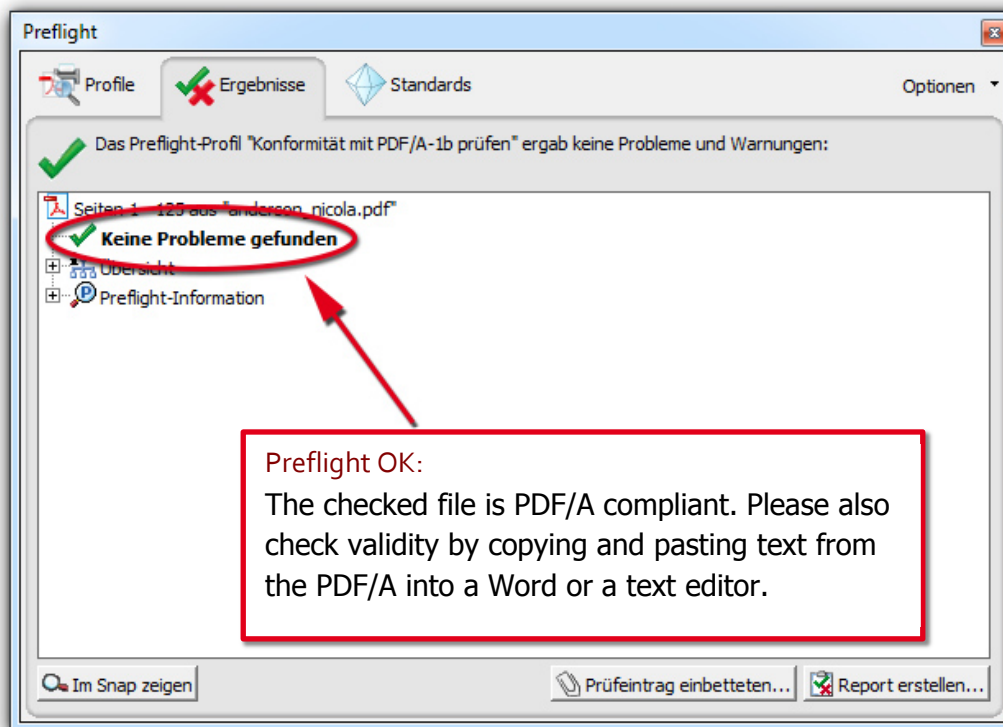 Preflight
Profile
Ergebnisse
Standards
Optionen
Das Preflight-Profil "Konformität mit PDF/A-1b prüfen" ergab keine Probleme und Warnungen:
Seiten 1 - 125 aus "anderson_nicola.pdf"
Keine Probleme gefunden
Übersicht
Preflight-Information
Preflight OK:
The checked file is PDF/A compliant. Please also
check validity by copying and pasting text from
the PDF/A into a Word or a text editor.
Im Snap zeigen
Prüfeintrag einbetteten...
Report erstellen...